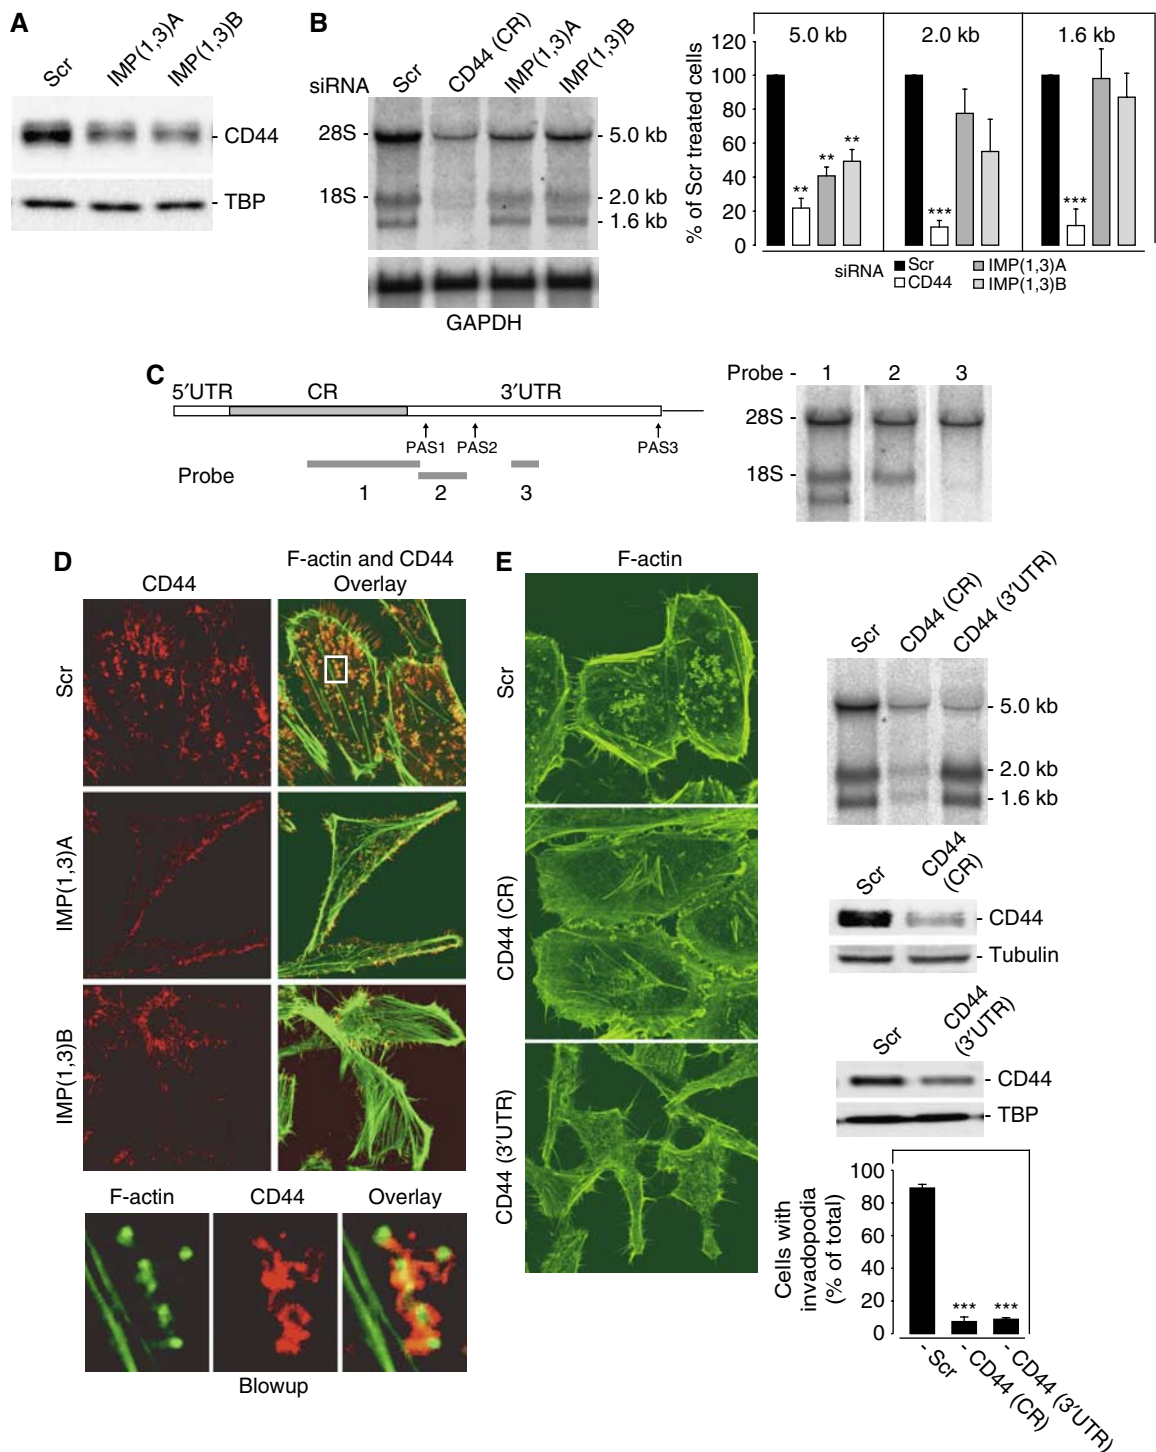 A
Scr
IMP(1,3)A
IMP(1,3)B
- CD44
- TBP
B
siRNA
Scr
CD44 (CR)
IMP(1,3)A
IMP(1,3)B
28S -
18S -
- 5.0 kb
- 2.0 kb
- 1.6 kb
GAPDH
% of Scr treated cells
120
100
80
60
40
20
0
5.0 kb
2.0 kb
1.6 kb
**
**
**
***
***
siRNA
Scr
CD44
IMP(1,3)A
IMP(1,3)B
C
5′UTR
CR
3′UTR
PAS1
PAS2
PAS3
Probe
1
2
3
Probe - 1 2 3
28S -
18S -
D
CD44
F-actin and CD44
Overlay
Scr
IMP(1,3)A
IMP(1,3)B
F-actin
CD44
Overlay
Blowup
E
F-actin
Scr
CD44 (CR)
CD44 (3′UTR)
Scr
CD44 (CR)
CD44 (3′UTR)
- 5.0 kb
- 2.0 kb
- 1.6 kb
Scr
CD44
(CR)
- CD44
- Tubulin
Scr
CD44
(3′UTR)
- CD44
- TBP
Cells with
invadopodia
(% of total)
100
80
60
40
20
0
***
***
- Scr
- CD44 (CR)
- CD44 (3′UTR)